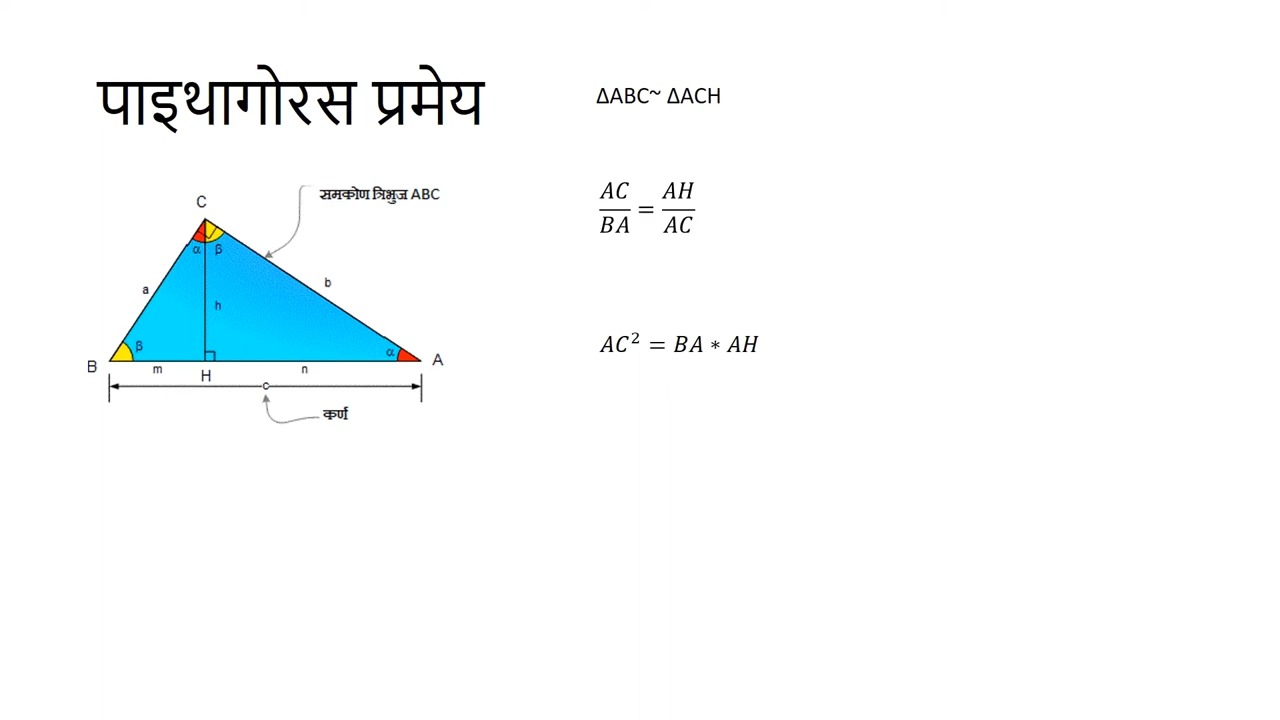 पाइथागोरस प्रमेय
ΔABC~ ΔACH
समकोण त्रिभुज ABC
C
α β
a
b
h
β
α
B
A
m
H
n
c
कर्ण
AC/BA = AH/AC
AC² = BA ∗ AH